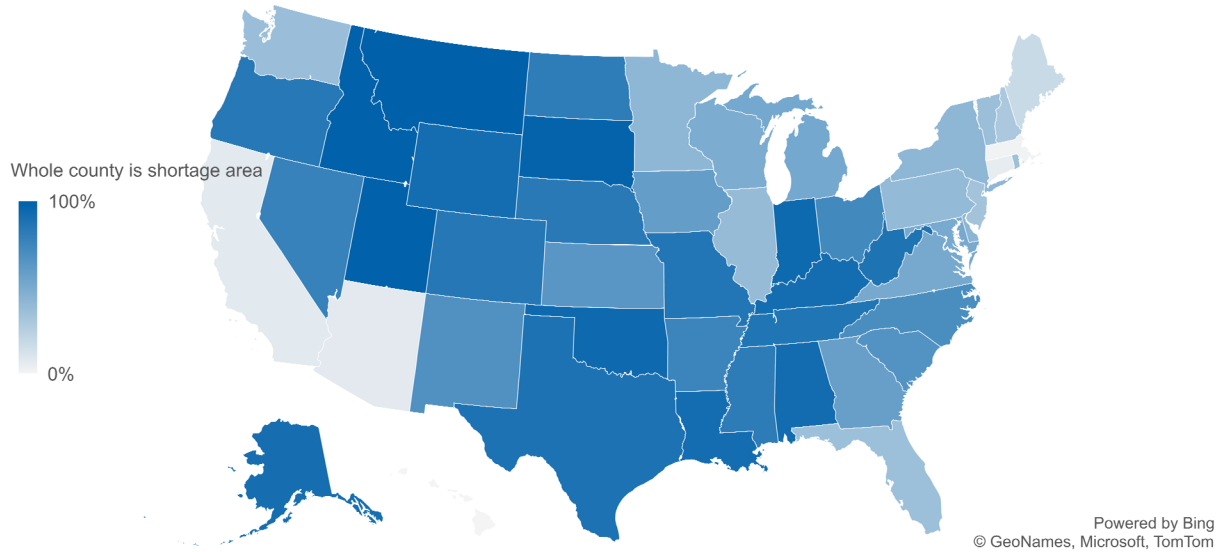 Whole county is shortage area
100%
0%
Powered by Bing
© GeoNames, Microsoft, TomTom